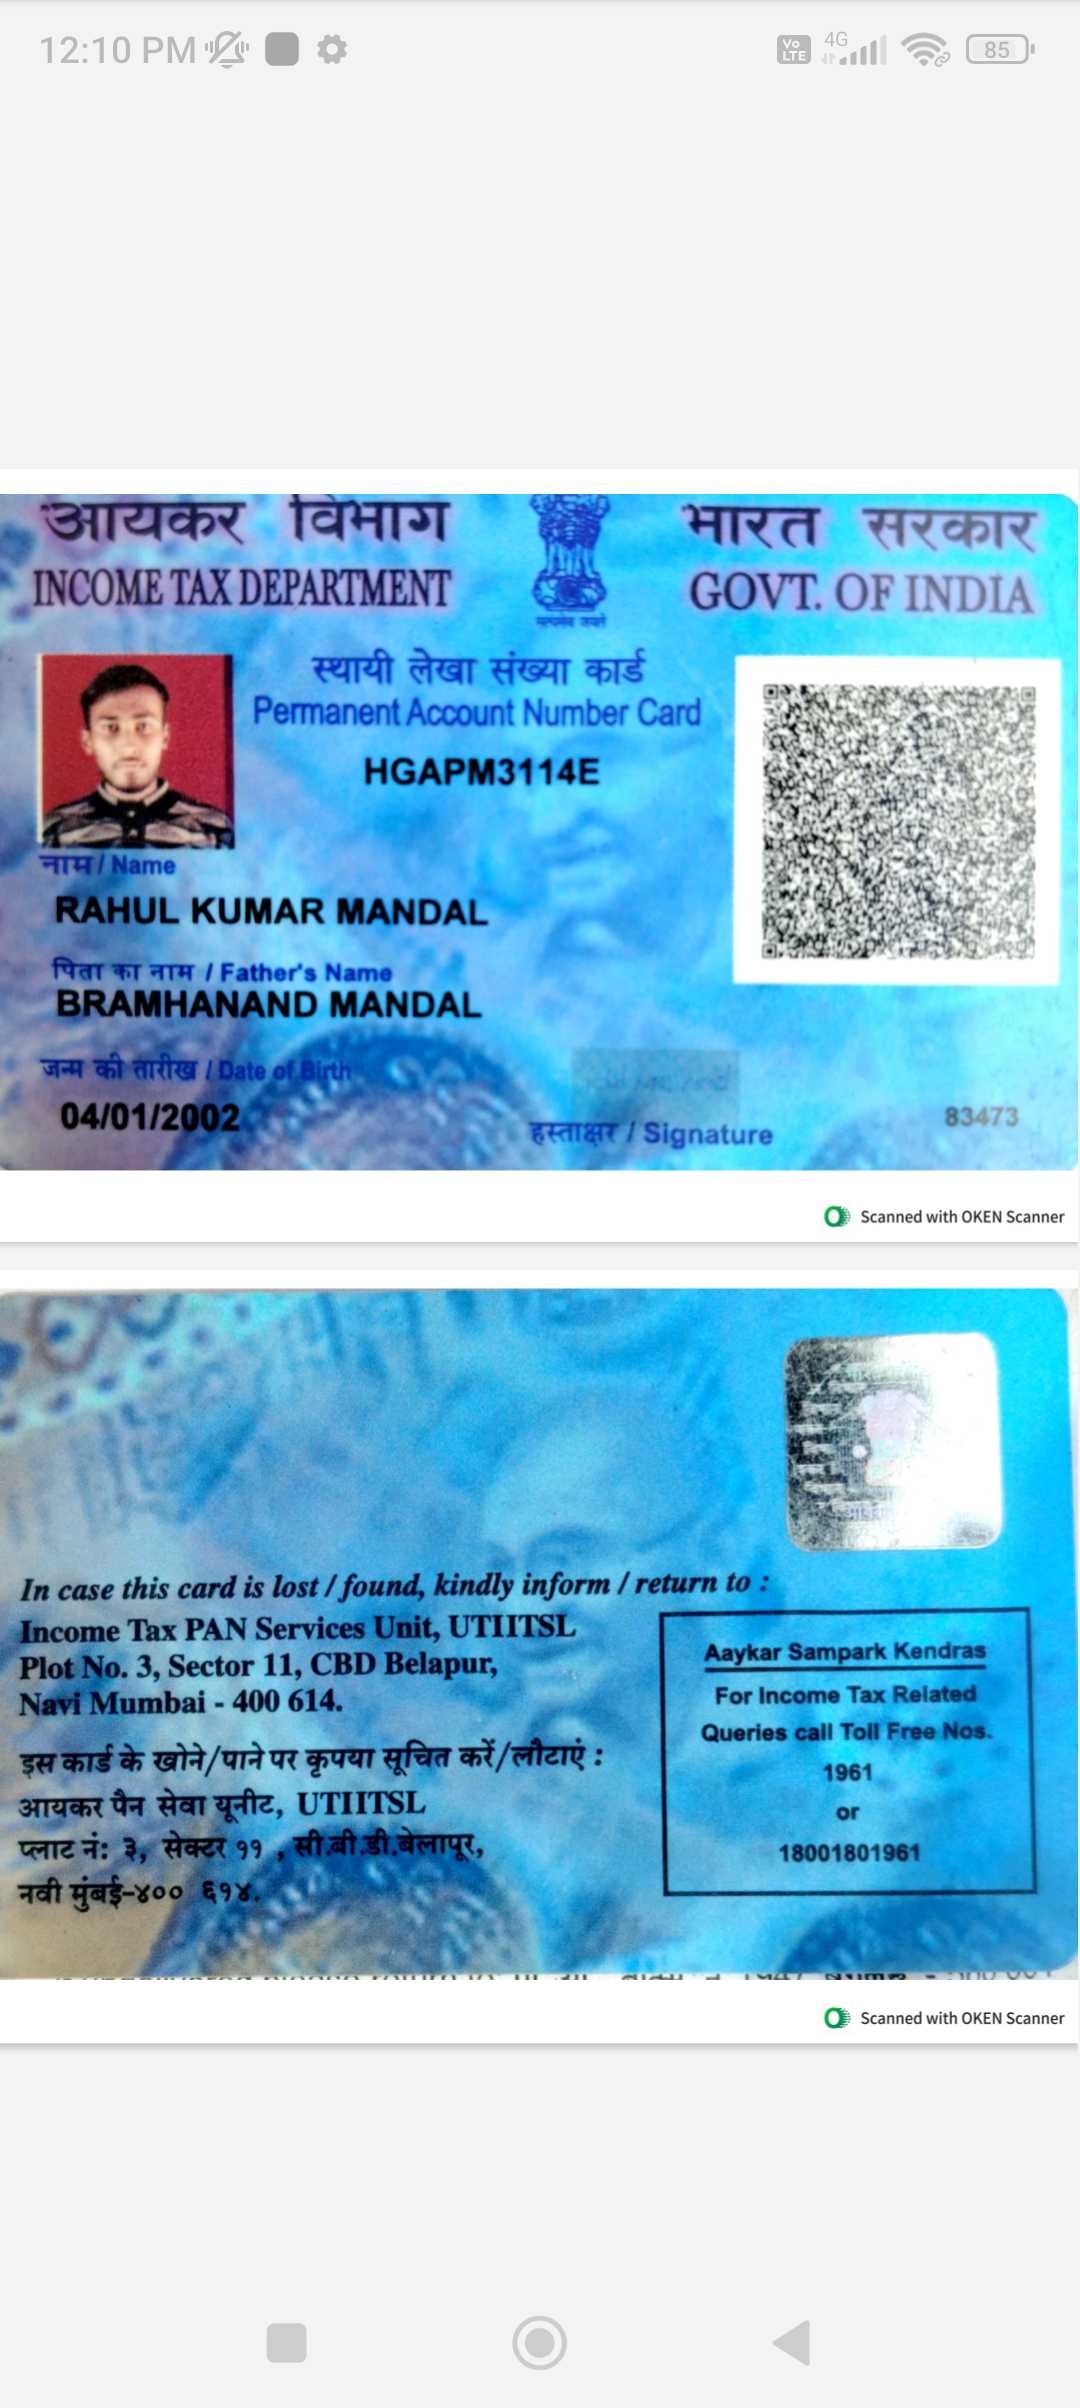 12:10 PM
Vo LTE 4G 85
आयकर विभाग
INCOME TAX DEPARTMENT
सत्यमेव जयते
भारत सरकार
GOVT. OF INDIA
स्थायी लेखा संख्या कार्ड
Permanent Account Number Card
HGAPM3114E
नाम / Name
RAHUL KUMAR MANDAL
पिता का नाम / Father's Name
BRAMHANAND MANDAL
जन्म की तारीख / Date of Birth
04/01/2002
हस्ताक्षर / Signature
83473
Scanned with OKEN Scanner
In case this card is lost / found, kindly inform / return to :
Income Tax PAN Services Unit, UTIITSL
Plot No. 3, Sector 11, CBD Belapur,
Navi Mumbai - 400 614.
इस कार्ड के खोने/पाने पर कृपया सूचित करें/लौटाएं :
आयकर पैन सेवा यूनीट, UTIITSL
प्लाट नं: ३, सेक्टर ११ , सी.बी.डी.बेलापूर,
नवी मुंबई-४०० ६१४.
Aaykar Sampark Kendras
For Income Tax Related
Queries call Toll Free Nos.
1961
or
18001801961
Scanned with OKEN Scanner